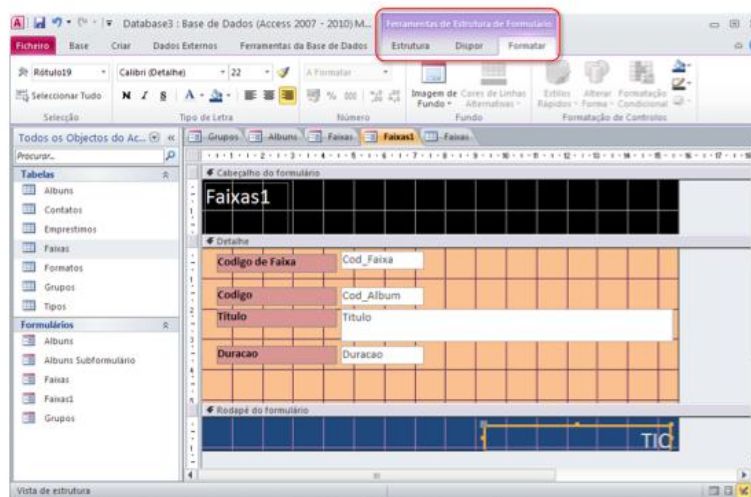 Database3 : Base de Dados (Access 2007 - 2010) M...
Ferramentas de Estrutura de Formulário
Ficheiro Base Criar Dados Externos Ferramentas da Base de Dados Estrutura Dispor Formatar
Rótulo19 Calibri (Detalhe) 22 A Formatar
Seleccionar Tudo N I S A % 000 Imagem de Fundo Cores de Linhas Alternativas Estilos Rápidos Alterar Forma Formatação Condicional
Selecção Tipo de Letra Número Fundo Formatação de Controlos
Todos os Objectos do Ac... Grupos Albuns Faixas Faixas1 Faixas
Procurar...
Tabelas
Albuns
Contatos
Emprestimos
Faixas
Formatos
Grupos
Tipos
Formulários
Albuns
Albuns Subformulário
Faixas
Faixas1
Grupos
Cabeçalho do formulário
Faixas1
Detalhe
Codigo de Faixa Cod_Faixa
Codigo Cod_Album
Titulo Titulo
Duracao Duracao
Rodapé do formulário
TIC
Vista de estrutura